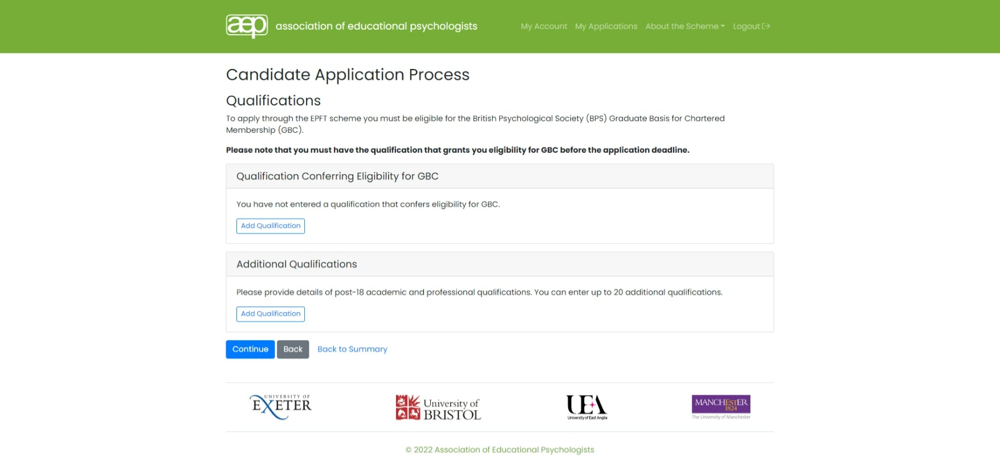 aep association of educational psychologists My Account My Applications About the Scheme Logout
Candidate Application Process
Qualifications
To apply through the EPFT scheme you must be eligible for the British Psychological Society (BPS) Graduate Basis for Chartered
Membership (GBC).
Please note that you must have the qualification that grants you eligibility for GBC before the application deadline.
Qualification Conferring Eligibility for GBC
You have not entered a qualification that confers eligibility for GBC.
Add Qualification
Additional Qualifications
Please provide details of post-18 academic and professional qualifications. You can enter up to 20 additional qualifications.
Add Qualification
Continue Back Back to Summary
UNIVERSITY OF
EXETER
University of
BRISTOL
UEA
University of East Anglia
MANCHESTER
1824
The University of Manchester
© 2022 Association of Educational Psychologists